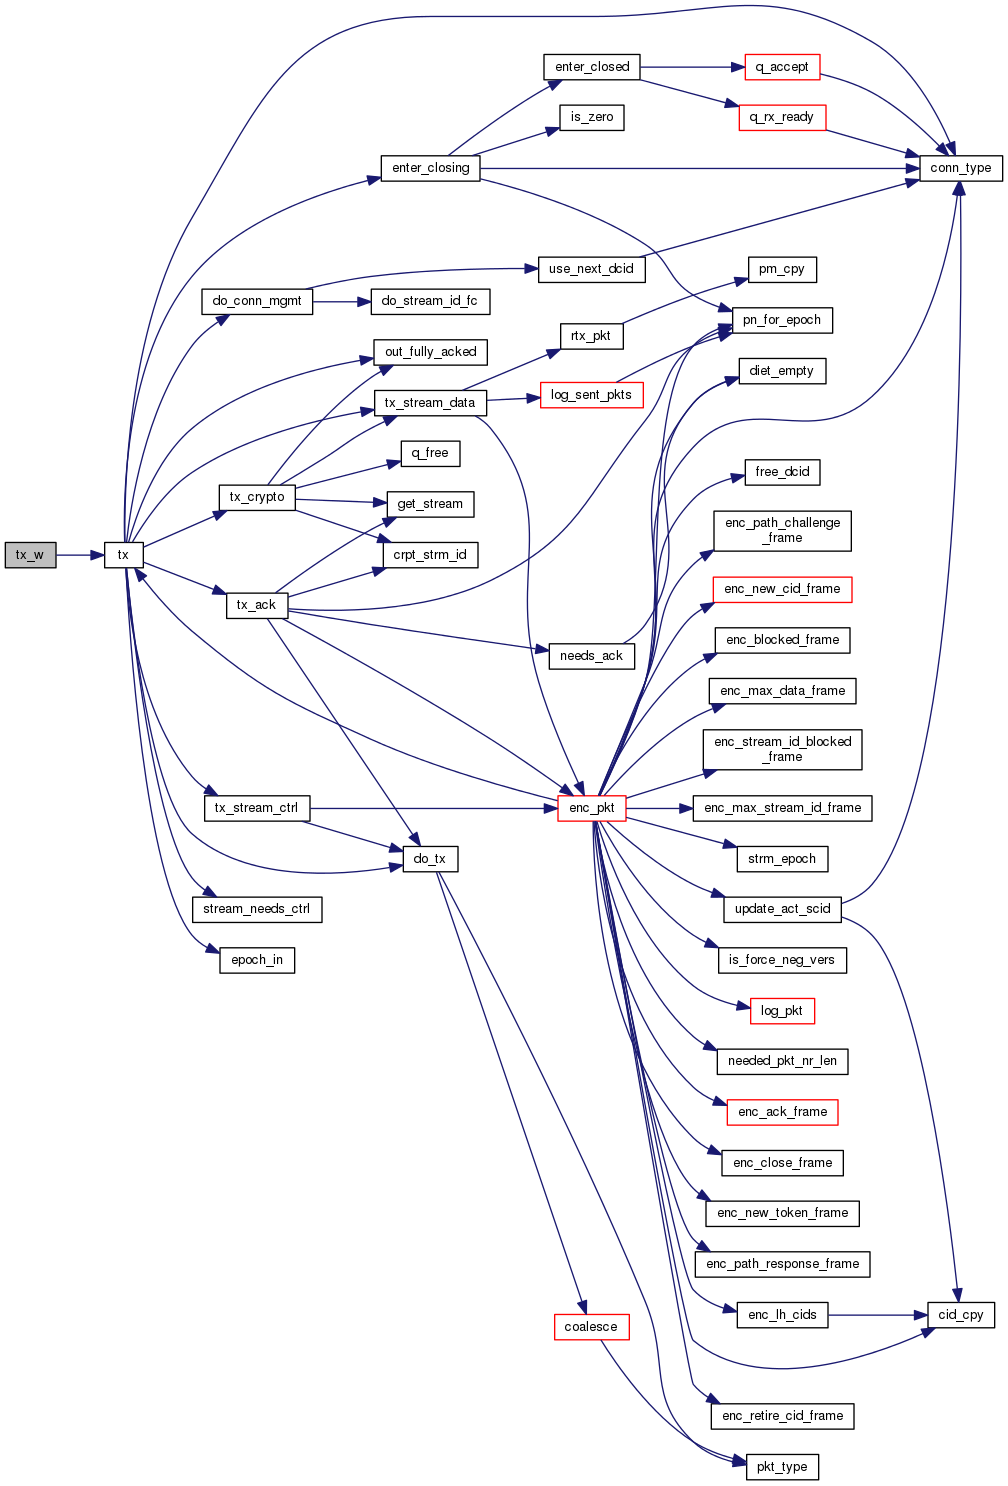 enter_closed
q_accept
is_zero
q_rx_ready
enter_closing
conn_type
use_next_dcid
pm_cpy
do_conn_mgmt
do_stream_id_fc
pn_for_epoch
rtx_pkt
out_fully_acked
diet_empty
tx_stream_data
log_sent_pkts
q_free
free_dcid
tx_crypto
get_stream
enc_path_challenge
_frame
tx_w
tx
crpt_strm_id
enc_new_cid_frame
tx_ack
enc_blocked_frame
needs_ack
enc_max_data_frame
enc_stream_id_blocked
_frame
tx_stream_ctrl
enc_pkt
enc_max_stream_id_frame
do_tx
strm_epoch
stream_needs_ctrl
update_act_scid
epoch_in
is_force_neg_vers
log_pkt
needed_pkt_nr_len
enc_ack_frame
enc_close_frame
enc_new_token_frame
enc_path_response_frame
enc_lh_cids
cid_cpy
coalesce
enc_retire_cid_frame
pkt_type